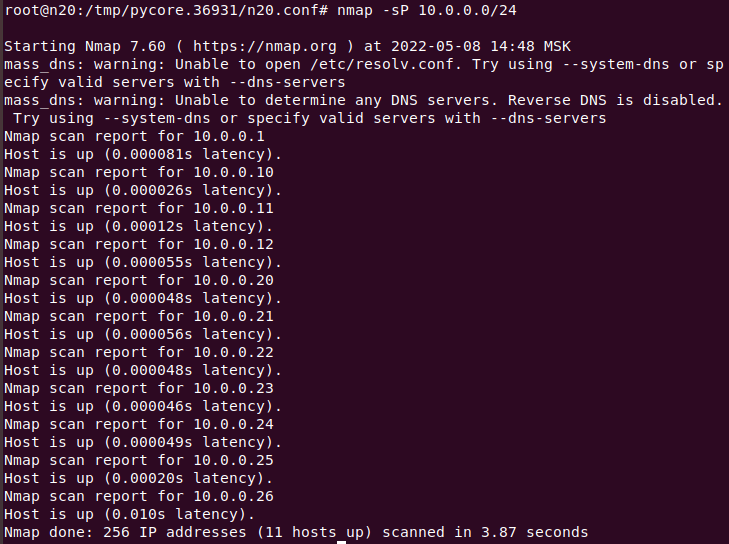 root@n20:/tmp/pycore.36931/n20.conf# nmap -sP 10.0.0.0/24

Starting Nmap 7.60 ( https://nmap.org ) at 2022-05-08 14:48 MSK
mass_dns: warning: Unable to open /etc/resolv.conf. Try using --system-dns or sp
ecify valid servers with --dns-servers
mass_dns: warning: Unable to determine any DNS servers. Reverse DNS is disabled.
 Try using --system-dns or specify valid servers with --dns-servers
Nmap scan report for 10.0.0.1
Host is up (0.000081s latency).
Nmap scan report for 10.0.0.10
Host is up (0.000026s latency).
Nmap scan report for 10.0.0.11
Host is up (0.00012s latency).
Nmap scan report for 10.0.0.12
Host is up (0.000055s latency).
Nmap scan report for 10.0.0.20
Host is up (0.000048s latency).
Nmap scan report for 10.0.0.21
Host is up (0.000056s latency).
Nmap scan report for 10.0.0.22
Host is up (0.000048s latency).
Nmap scan report for 10.0.0.23
Host is up (0.000046s latency).
Nmap scan report for 10.0.0.24
Host is up (0.000049s latency).
Nmap scan report for 10.0.0.25
Host is up (0.00020s latency).
Nmap scan report for 10.0.0.26
Host is up (0.010s latency).
Nmap done: 256 IP addresses (11 hosts up) scanned in 3.87 seconds